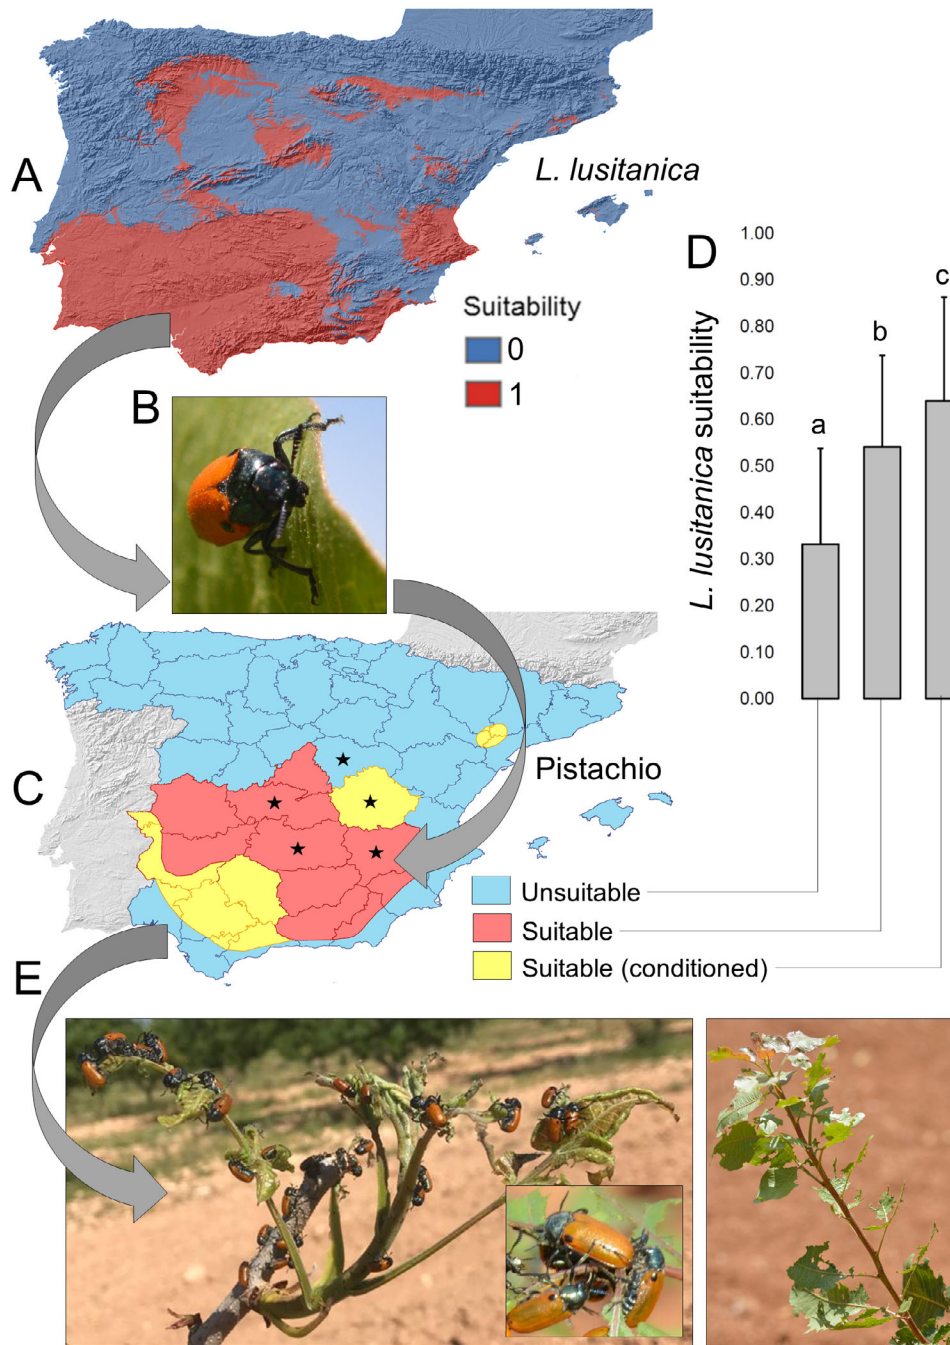 A
L. lusitanica
Suitability
0
1
B
D
L. lusitanica suitability
1.00
0.90
0.80
0.70
0.60
0.50
0.40
0.30
0.20
0.10
0.00
a
b
c
C
Pistachio
Unsuitable
Suitable
Suitable (conditioned)
E